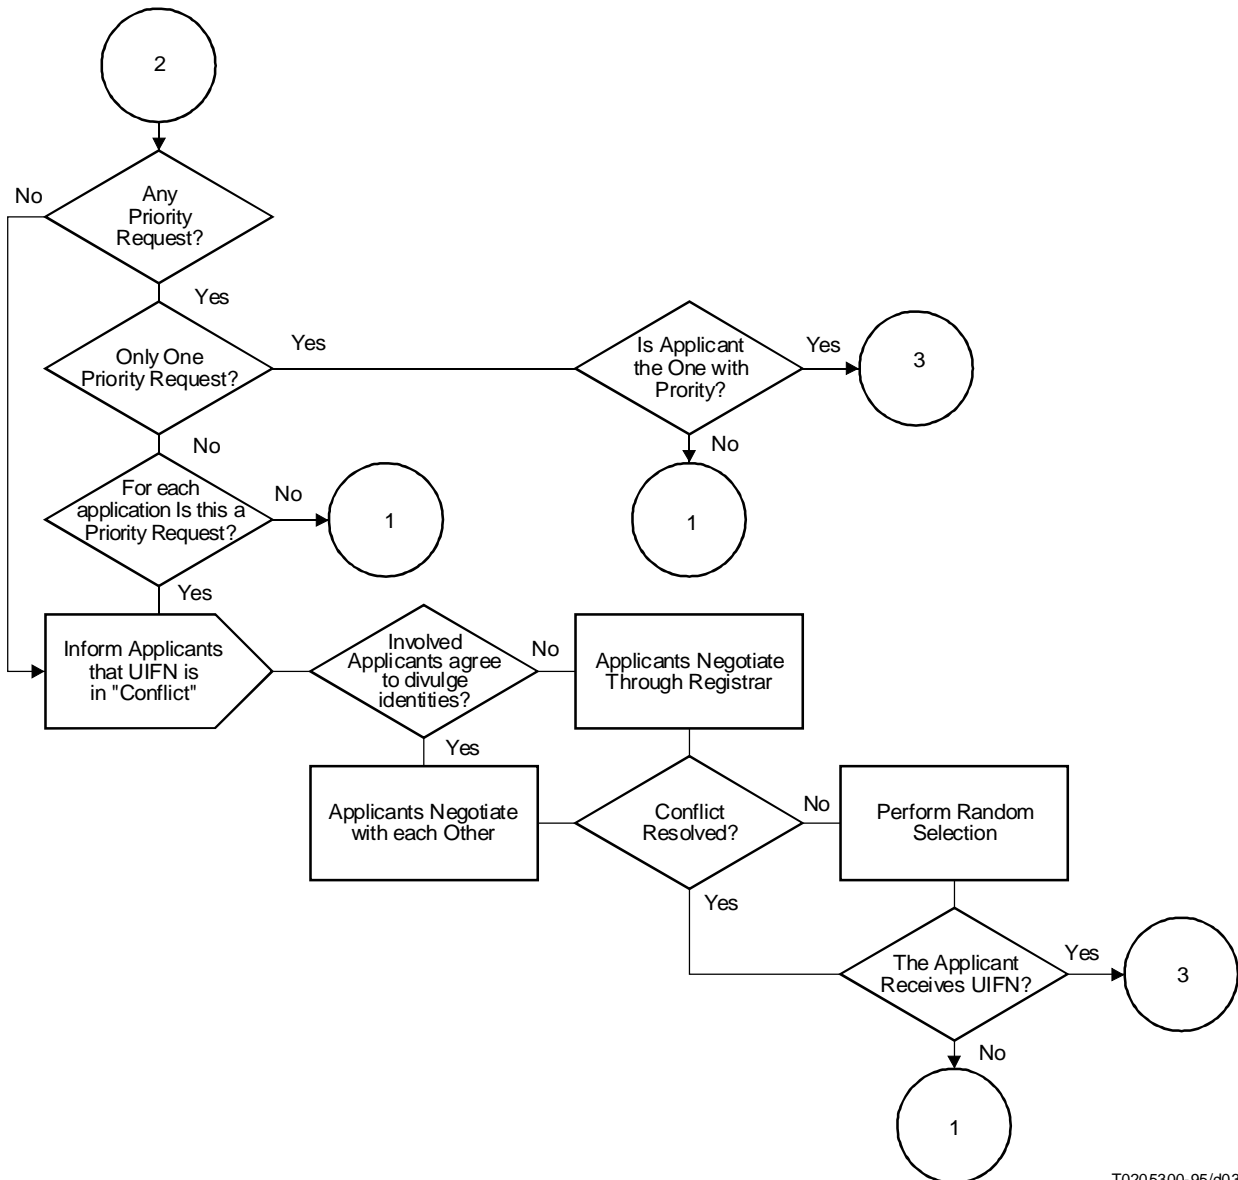 2
No
Any
Priority
Request?
Yes
Only One
Priority Request?
Yes
Is Applicant
the One with
Prority?
Yes
3
No
No
For each
application Is this a
Priority Request?
No
1
1
Yes
Inform Applicants
that UIFN is
in "Conflict"
Involved
Applicants agree
to divulge
identities?
No
Applicants Negotiate
Through Registrar
Yes
Applicants Negotiate
with each Other
Conflict
Resolved?
No
Perform Random
Selection
Yes
The Applicant
Receives UIFN?
Yes
3
No
1
T0205300-95/d03